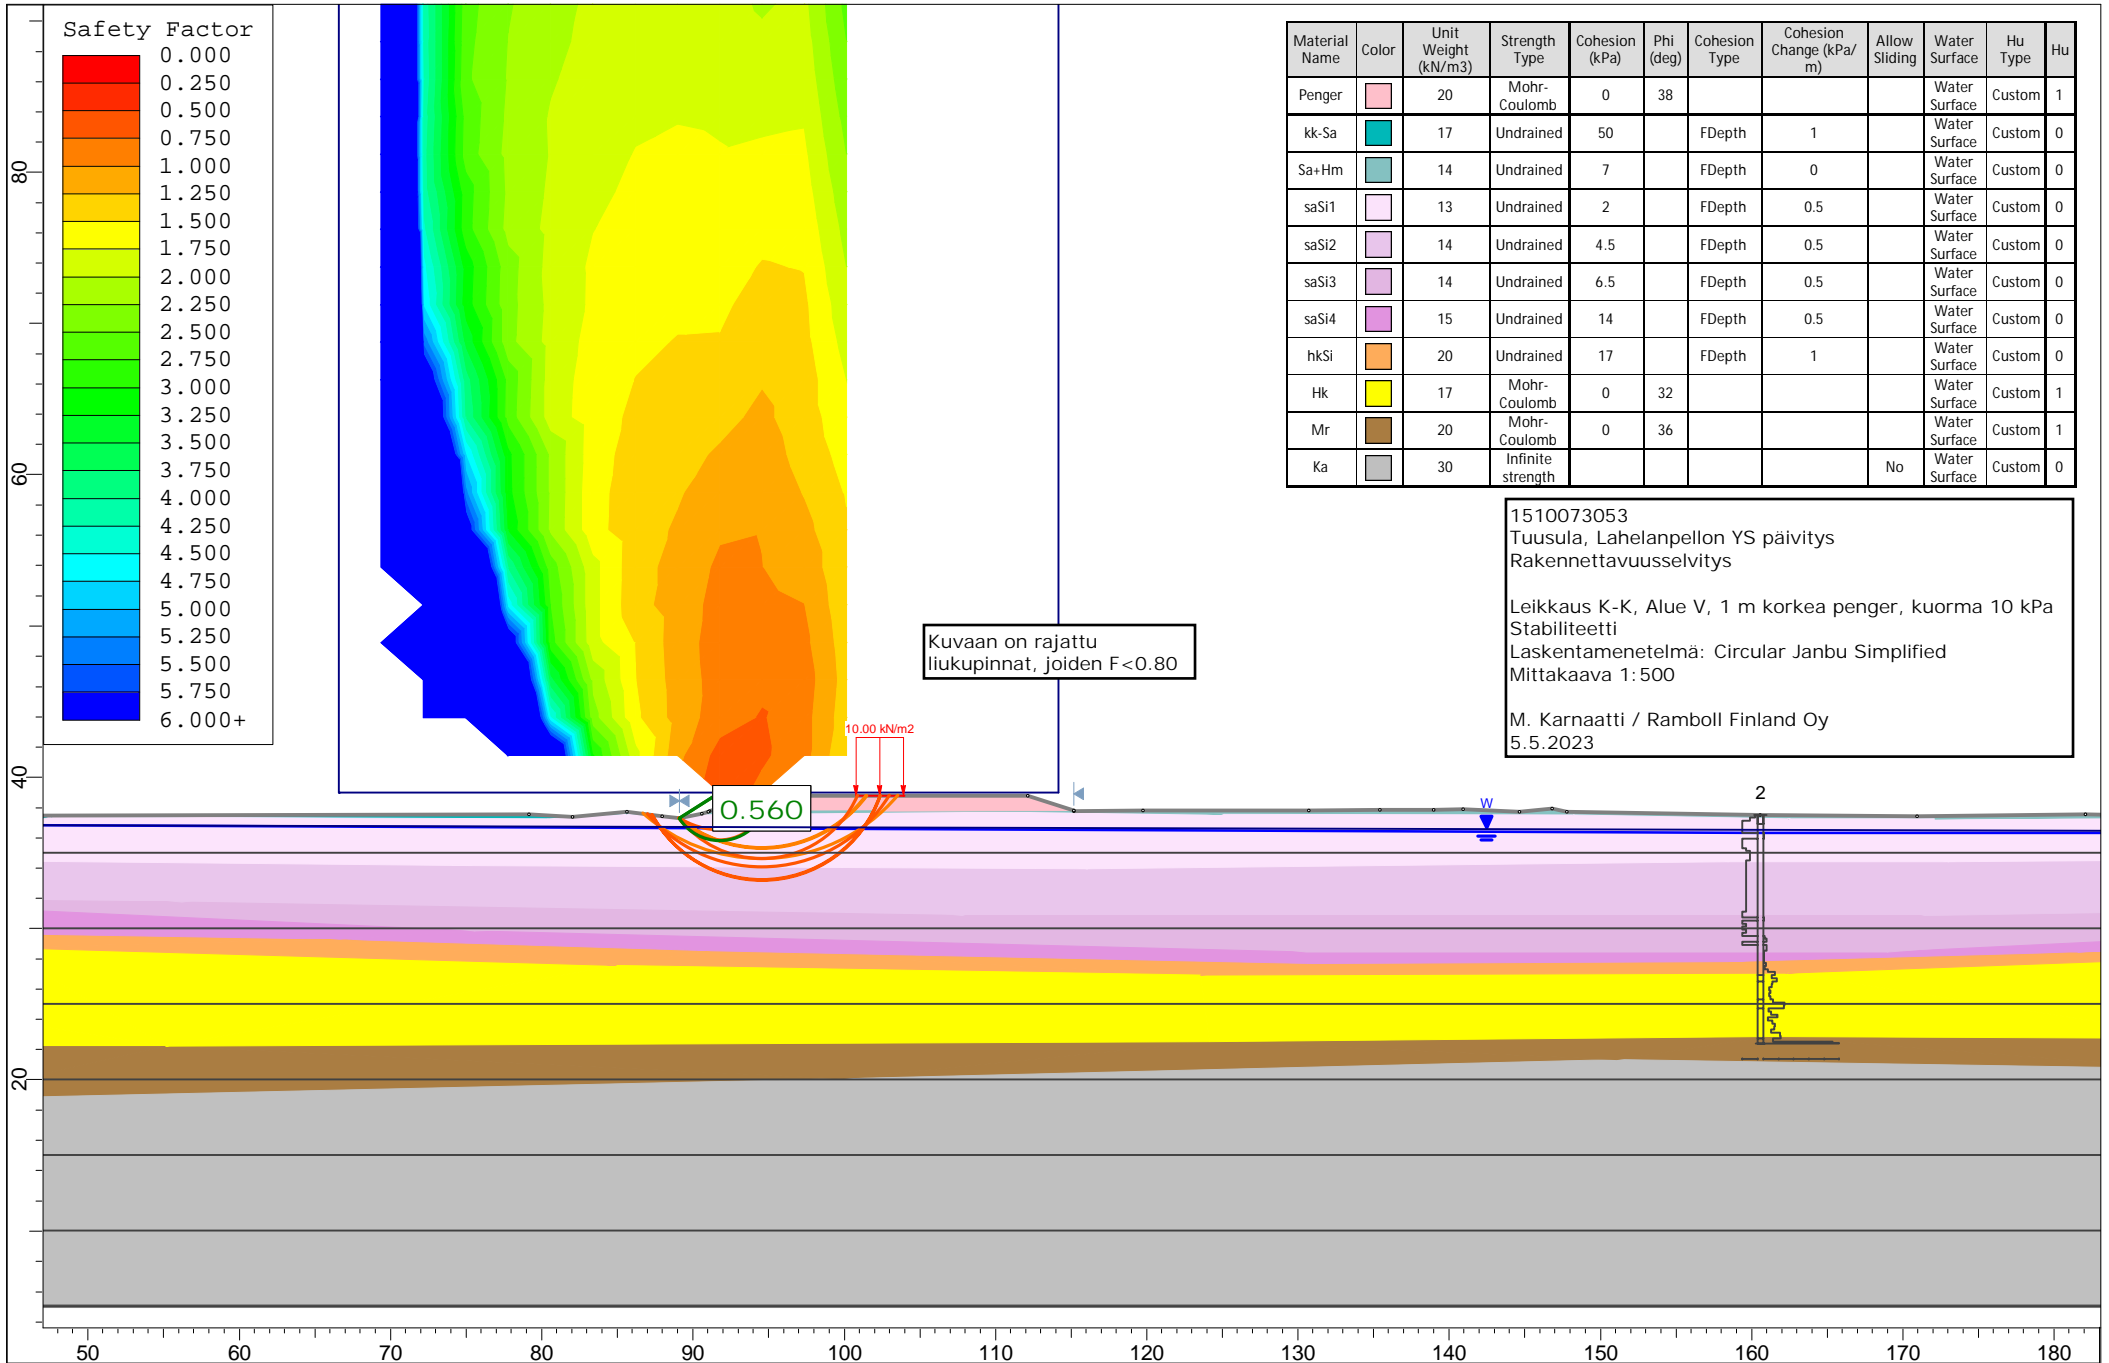 Safety Factor
0.000
0.250
0.500
0.750
1.000
1.250
1.500
1.750
2.000
2.250
2.500
2.750
3.000
3.250
3.500
3.750
4.000
4.250
4.500
4.750
5.000
5.250
5.500
5.750
6.000+
Material Name Color Unit Weight (kN/m3) Strength Type Cohesion (kPa) Phi (deg) Cohesion Type Cohesion Change (kPa/m) Allow Sliding Water Surface Hu Type Hu
Penger 20 Mohr-Coulomb 0 38 Water Surface Custom 1
kk-Sa 17 Undrained 50 FDepth 1 Water Surface Custom 0
Sa+Hm 14 Undrained 7 FDepth 0 Water Surface Custom 0
saSi1 13 Undrained 2 FDepth 0.5 Water Surface Custom 0
saSi2 14 Undrained 4.5 FDepth 0.5 Water Surface Custom 0
saSi3 14 Undrained 6.5 FDepth 0.5 Water Surface Custom 0
saSi4 15 Undrained 14 FDepth 0.5 Water Surface Custom 0
hkSi 20 Undrained 17 FDepth 1 Water Surface Custom 0
Hk 17 Mohr-Coulomb 0 32 Water Surface Custom 1
Mr 20 Mohr-Coulomb 0 36 Water Surface Custom 1
Ka 30 Infinite strength No Water Surface Custom 0
1510073053
Tuusula, Lahelanpellon YS päivitys
Rakennettavuusselvitys
Leikkaus K-K, Alue V, 1 m korkea penger, kuorma 10 kPa
Stabiliteetti
Laskentamenetelmä: Circular Janbu Simplified
Mittakaava 1:500
M. Karnaatti / Ramboll Finland Oy
5.5.2023
Kuvaan on rajattu
liukupinnat, joiden F<0.80
10.00 kN/m2
0.560
W
2
80
60
40
20
50 60 70 80 90 100 110 120 130 140 150 160 170 180